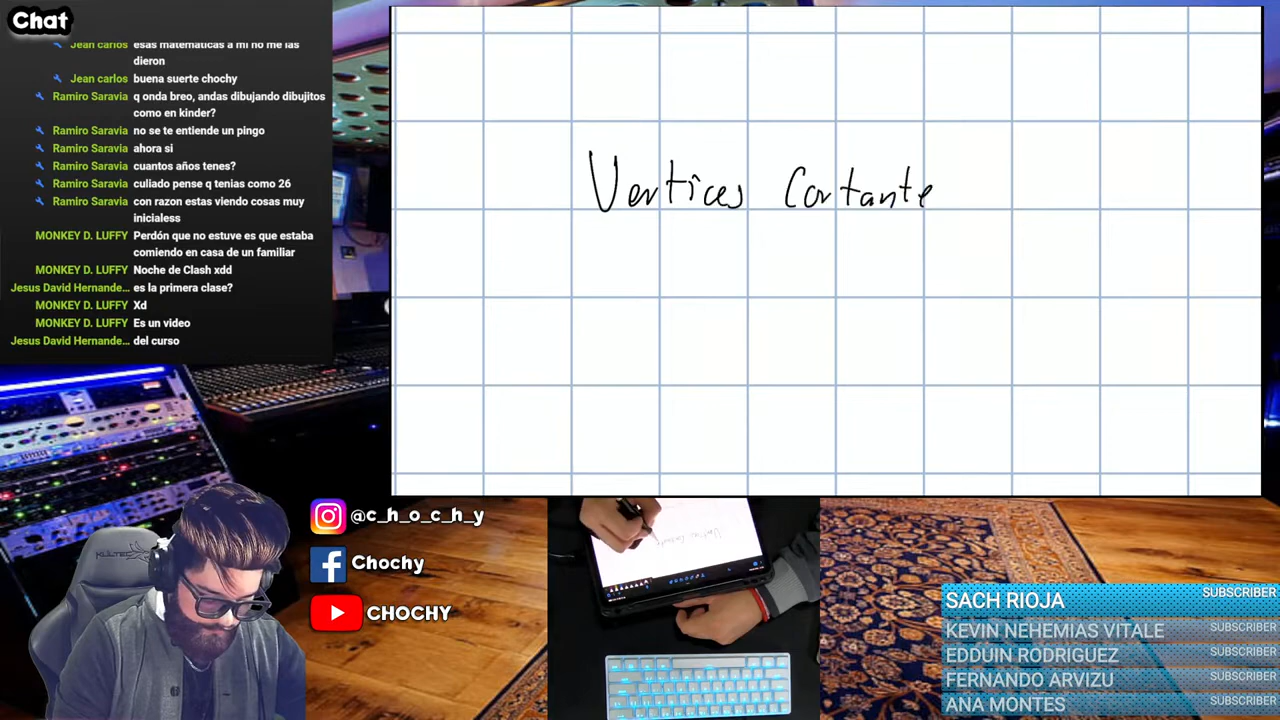 Chat
Jean carlos esas matematicas a mi no me las
dieron
Jean carlos buena suerte chochy
Ramiro Saravia q onda breo, andas dibujando dibujitos
como en kinder?
Ramiro Saravia no se te entiende un pingo
Ramiro Saravia ahora si
Ramiro Saravia cuantos años tenes?
Ramiro Saravia culiado pense q tenias como 26
Ramiro Saravia con razon estas viendo cosas muy
inicialess
MONKEY D. LUFFY Perdón que no estuve es que estaba
comiendo en casa de un familiar
MONKEY D. LUFFY Noche de Clash xdd
Jesus David Hernande... es la primera clase?
MONKEY D. LUFFY Xd
MONKEY D. LUFFY Es un video
Jesus David Hernande... del curso
Vertices Cortante
@c_h_o_c_h_y
Chochy
CHOCHY
SACH RIOJA SUBSCRIBER
KEVIN NEHEMIAS VITALE SUBSCRIBER
EDDUIN RODRIGUEZ SUBSCRIBER
FERNANDO ARVIZU SUBSCRIBER
ANA MONTES SUBSCRIBER